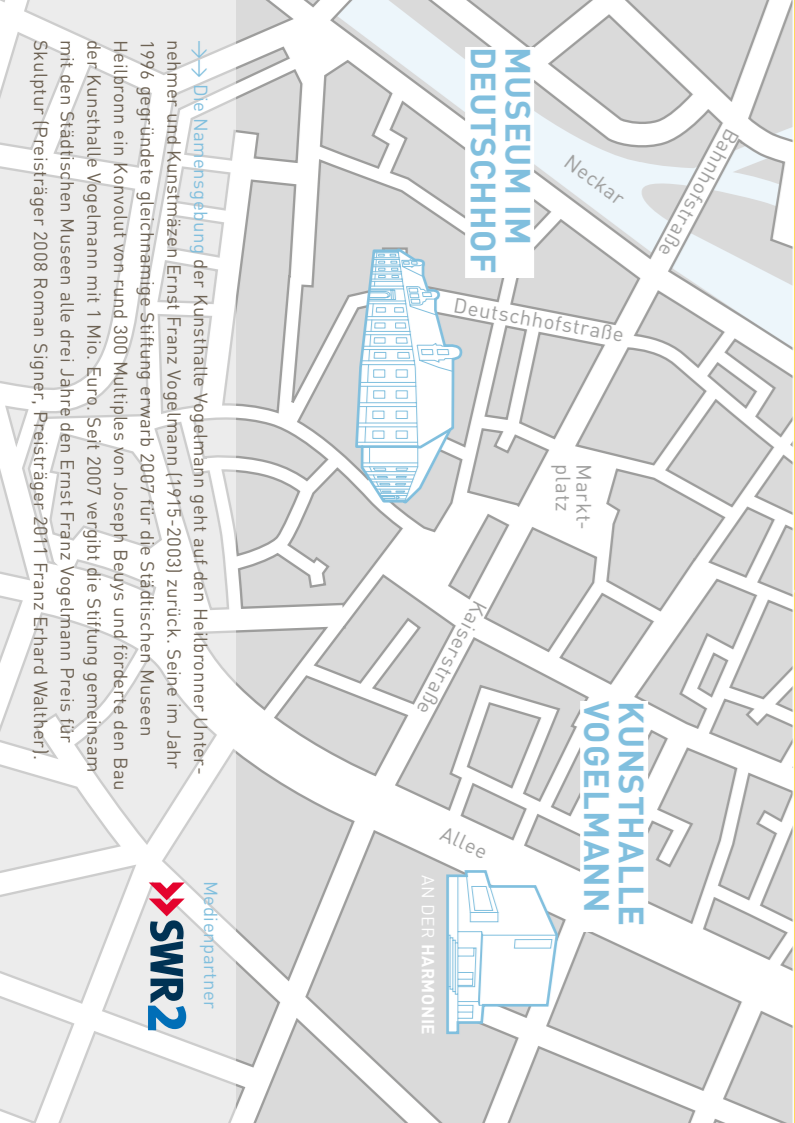 MUSEUM IM
DEUTSCHHOF
Neckar
Bahnhofstraße
Deutschhofstraße
Markt-
platz
Kaiserstraße
KUNSTHALLE
VOGELMANN
Allee
AN DER HARMONIE
→> Die Namensgebung der Kunsthalle Vogelmann geht auf den Heilbronner Unter-
nehmer und Kunstmäzen Ernst Franz Vogelmann (1915-2003) zurück. Seine im Jahr
1996 gegründete gleichnamige Stiftung erwarb 2007 für die Städtischen Museen
Heilbronn ein Konvolut von rund 300 Multiples von Joseph Beuys und förderte den Bau
der Kunsthalle Vogelmann mit 1 Mio. Euro. Seit 2007 vergibt die Stiftung gemeinsam
mit den Städtischen Museen alle drei Jahre den Ernst Franz Vogelmann Preis für
Skulptur (Preisträger 2008 Roman Signer, Preisträger 2011 Franz Erhard Walther).
Medienpartner
SWR2